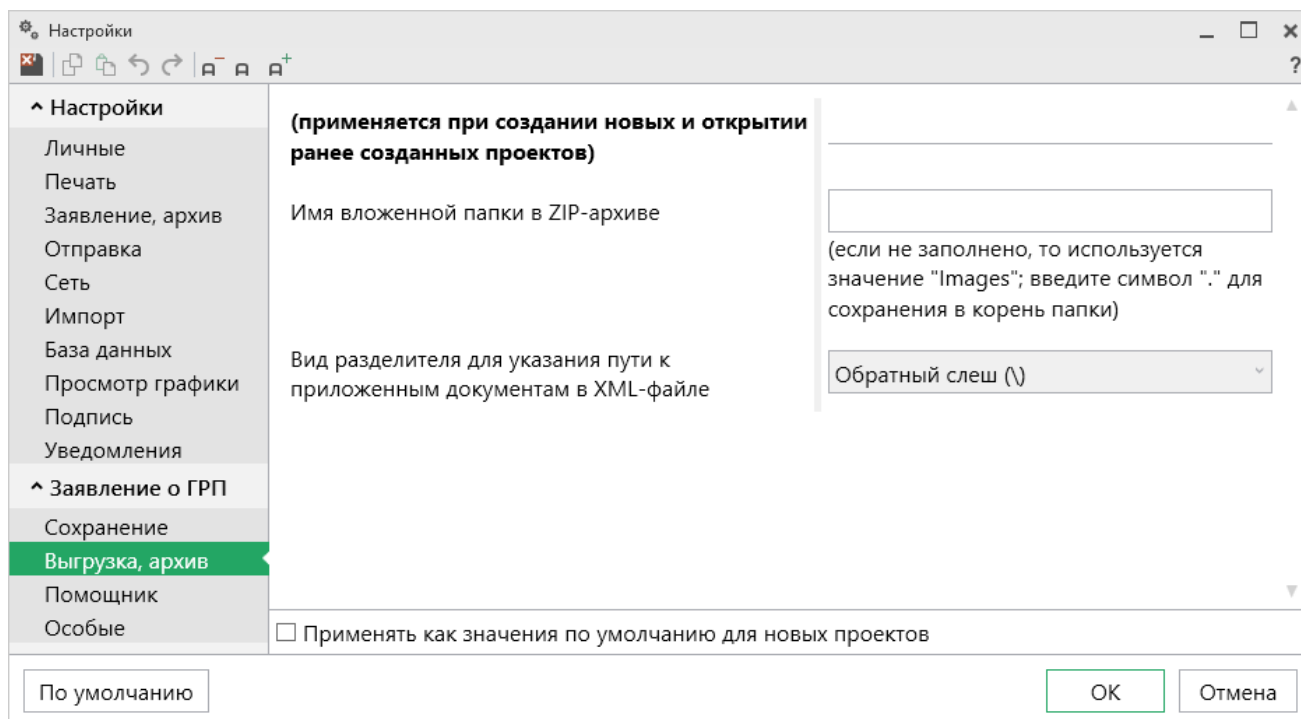 Настройки
?
Настройки
Личные
Печать
Заявление, архив
Отправка
Сеть
Импорт
База данных
Просмотр графики
Подпись
Уведомления
Заявление о ГРП
Сохранение
Выгрузка, архив
Помощник
Особые
(применяется при создании новых и открытии
ранее созданных проектов)
Имя вложенной папки в ZIP-архиве
(если не заполнено, то используется
значение "Images"; введите символ "." для
сохранения в корень папки)
Вид разделителя для указания пути к
приложенным документам в XML-файле
Обратный слеш (\)
Применять как значения по умолчанию для новых проектов
По умолчанию
ОК
Отмена